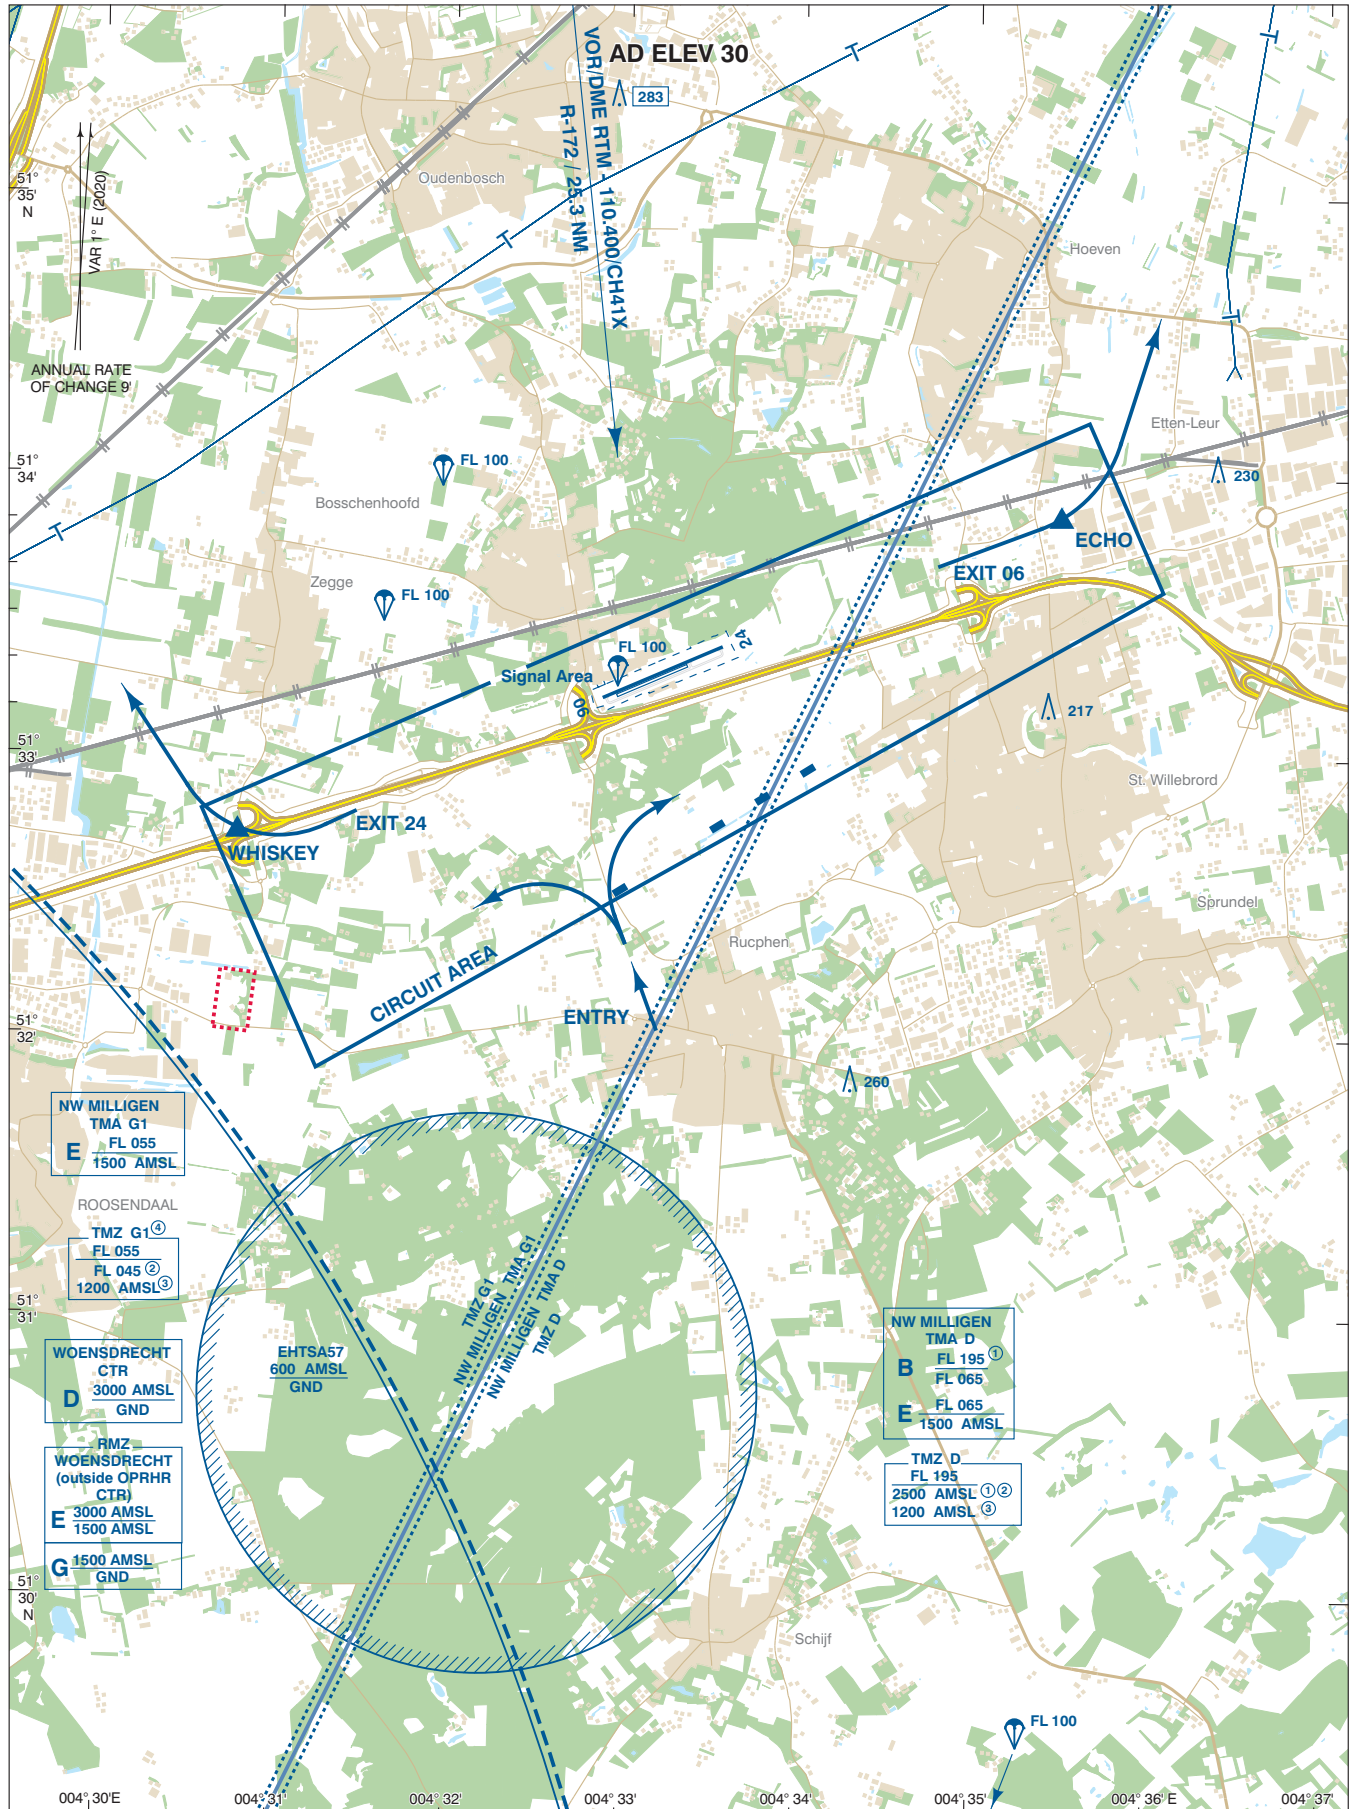 AD ELEV 30
283
VOR/DME RTM - 110.400/CH41X
R-172 / 25.3 NM
T
T
T
T
T
51°
35'
N
VAR 1° E (2020)
ANNUAL RATE
OF CHANGE 9'
Oudenbosch
Hoeven
Etten-Leur
51°
34'
FL 100
Bosschenhoofd
230
ECHO
EXIT 06
Zegge
FL 100
FL 100
24
Signal Area
06
217
51°
33'
St. Willebrord
EXIT 24
WHISKEY
Sprundel
Rucphen
CIRCUIT AREA
ENTRY
51°
32'
260
NW MILLIGEN
TMA G1
E
FL 055
1500 AMSL
ROOSENDAAL
TMZ G1④
FL 055
FL 045 ②
1200 AMSL③
51°
31'
TMZ G1
NW MILLIGEN TMA G1
NW MILLIGEN TMA D
TMZ D
EHTSA57
600 AMSL
GND
WOENSDRECHT
CTR
D
3000 AMSL
GND
NW MILLIGEN
TMA D
B
FL 195 ①
FL 065
E
FL 065
1500 AMSL
RMZ
WOENSDRECHT
(outside OPRHR
CTR)
E
3000 AMSL
1500 AMSL
G
1500 AMSL
GND
TMZ D
FL 195
2500 AMSL ①②
1200 AMSL ③
51°
30'
N
Schijf
FL 100
004° 30'E
004° 31'
004° 32'
004° 33'
004° 34'
004° 35'
004° 36' E
004° 37'